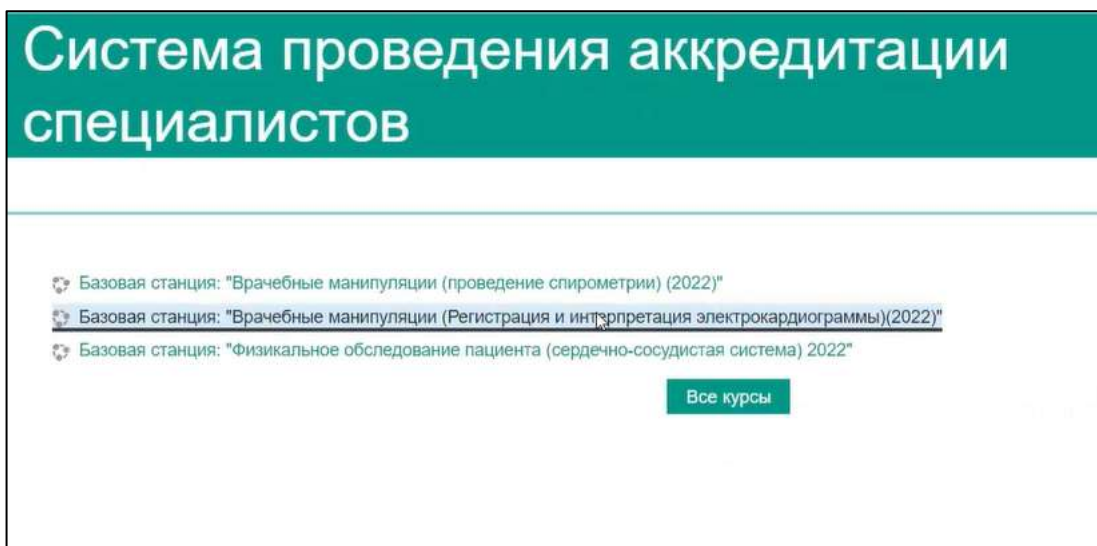 Система проведения аккредитации
специалистов
Базовая станция: "Врачебные манипуляции (проведение спирометрии) (2022)"
Базовая станция: "Врачебные манипуляции (Регистрация и интерпретация электрокардиограммы)(2022)"
Базовая станция: "Физикальное обследование пациента (сердечно-сосудистая система) 2022"
Все курсы